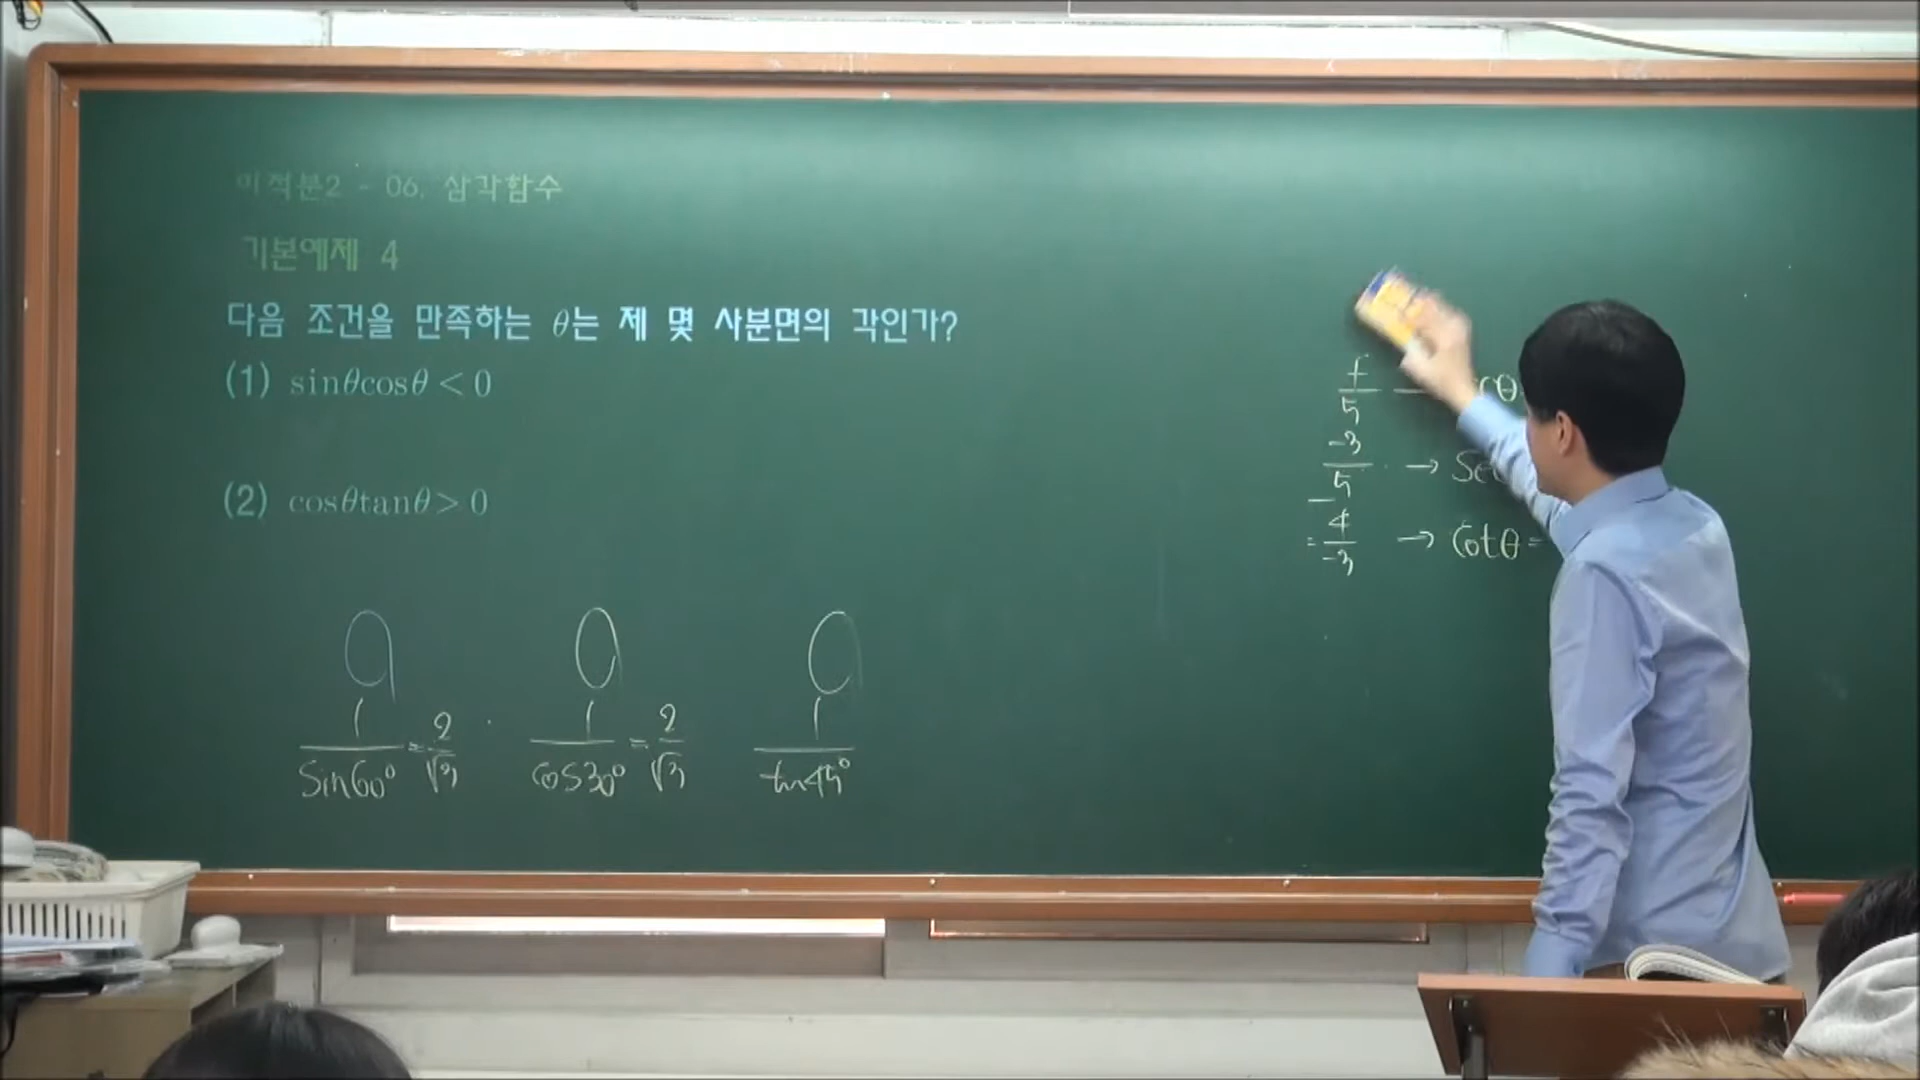 미적분2 - 06. 삼각함수
기본예제 4
다음 조건을 만족하는 θ는 제 몇 사분면의 각인가?
(1) sinθcosθ < 0
(2) cosθtanθ > 0
1/sin60° = 2/√3
1/cos30° = 2/√3
1/tan45°
-3/5 →
= 4/-3 → cotθ =